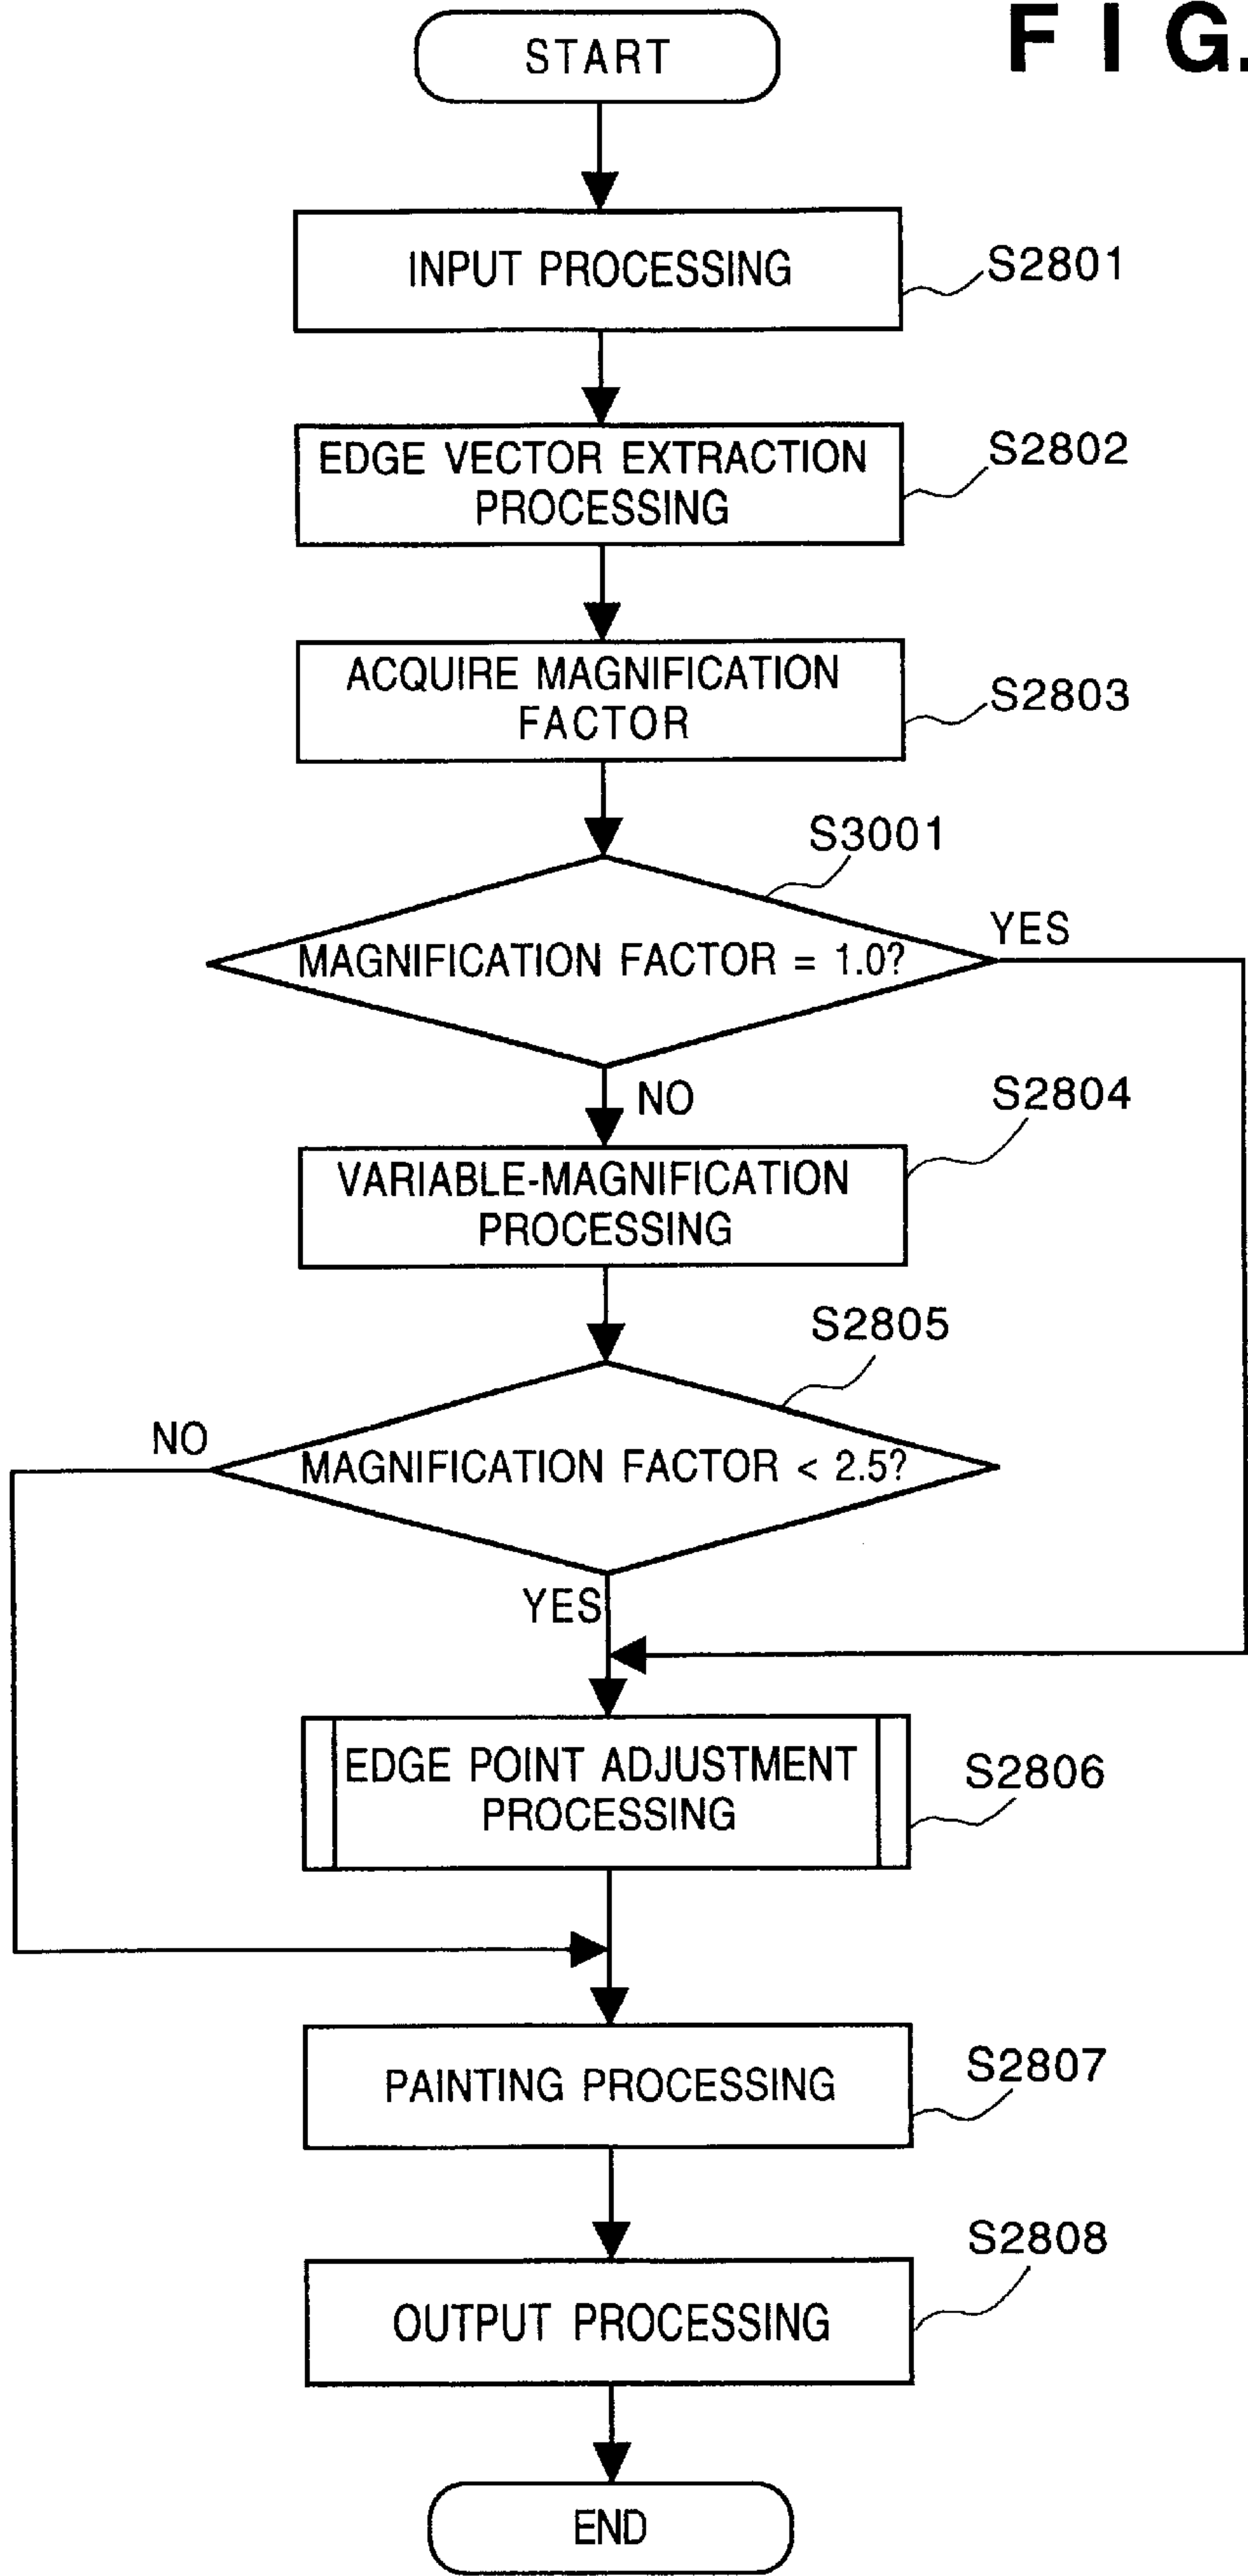 FIG.
START
INPUT PROCESSING
S2801
EDGE VECTOR EXTRACTION
PROCESSING
S2802
ACQUIRE MAGNIFICATION
FACTOR
S2803
S3001
MAGNIFICATION FACTOR = 1.0?
YES
NO
S2804
VARIABLE-MAGNIFICATION
PROCESSING
S2805
NO
MAGNIFICATION FACTOR < 2.5?
YES
EDGE POINT ADJUSTMENT
PROCESSING
S2806
PAINTING PROCESSING
S2807
S2808
OUTPUT PROCESSING
END